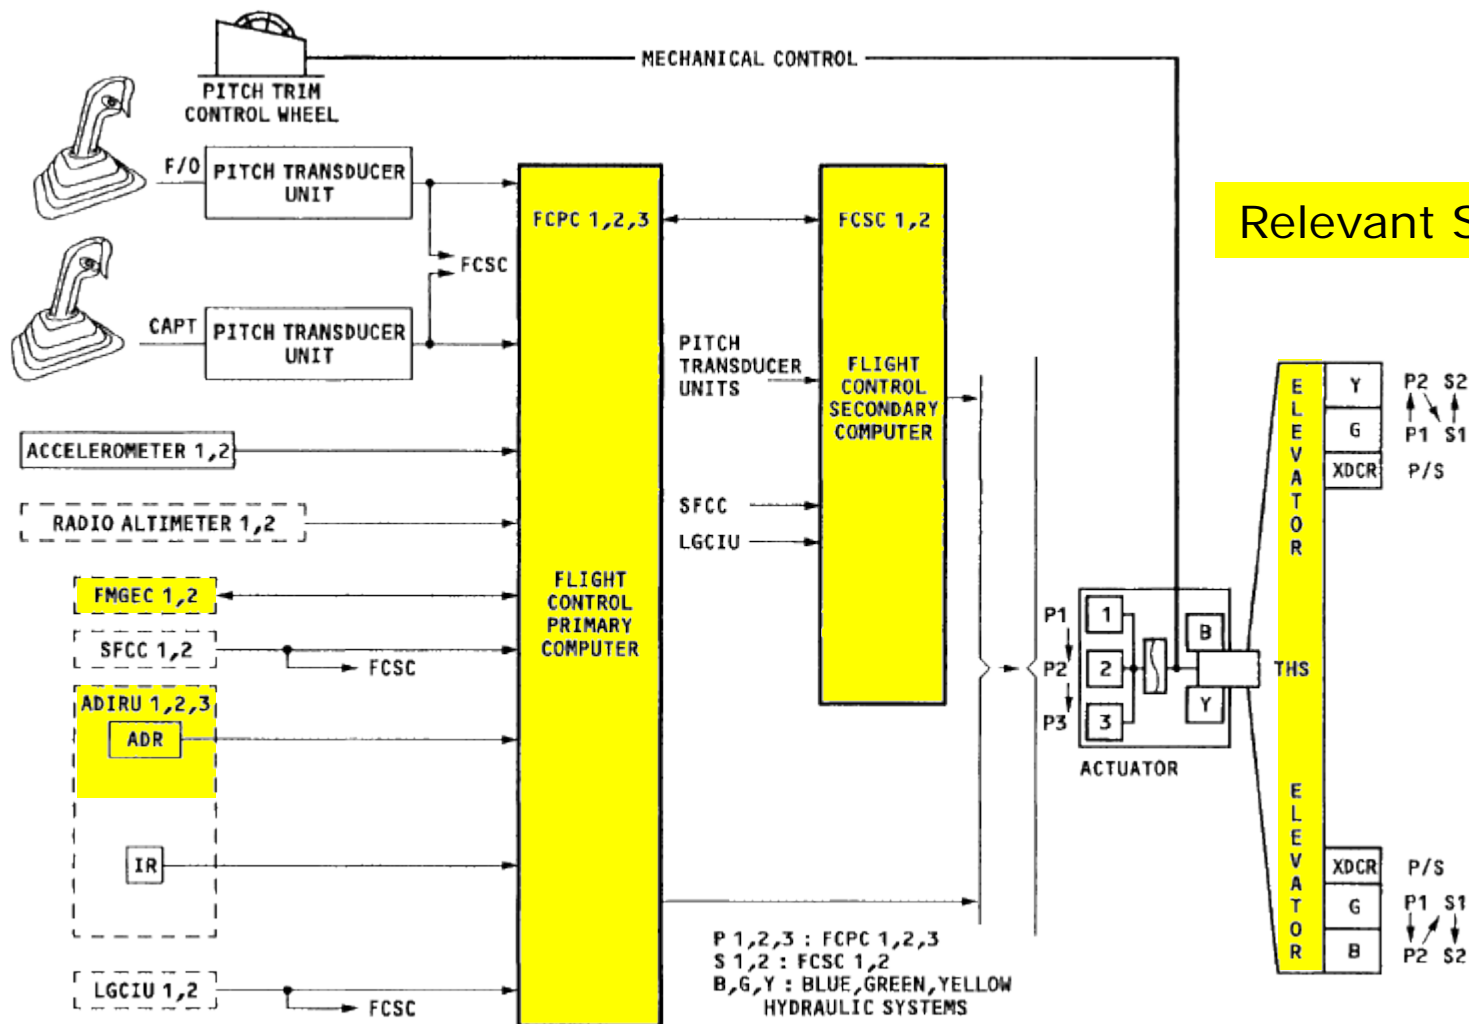 MECHANICAL CONTROL
PITCH TRIM
CONTROL WHEEL
F/O
PITCH TRANSDUCER
UNIT
FCSC
CAPT
PITCH TRANSDUCER
UNIT
ACCELEROMETER 1,2
RADIO ALTIMETER 1,2
FMGEC 1,2
SFCC 1,2
FCSC
ADIRU 1,2,3
ADR
IR
LGCIU 1,2
FCSC
FCPC 1,2,3
FLIGHT
CONTROL
PRIMARY
COMPUTER
FCSC 1,2
PITCH
TRANSDUCER
UNITS
FLIGHT
CONTROL
SECONDARY
COMPUTER
SFCC
LGCIU
Relevant S
P1
P2
P3
1
2
3
B
Y
THS
ACTUATOR
ELEVATOR
Y
G
XDCR
P2 S2
P1 S1
P/S
ELEVATOR
XDCR
G
B
P/S
P1 S1
P2 S2
P 1,2,3 : FCPC 1,2,3
S 1,2 : FCSC 1,2
B,G,Y : BLUE,GREEN,YELLOW
HYDRAULIC SYSTEMS